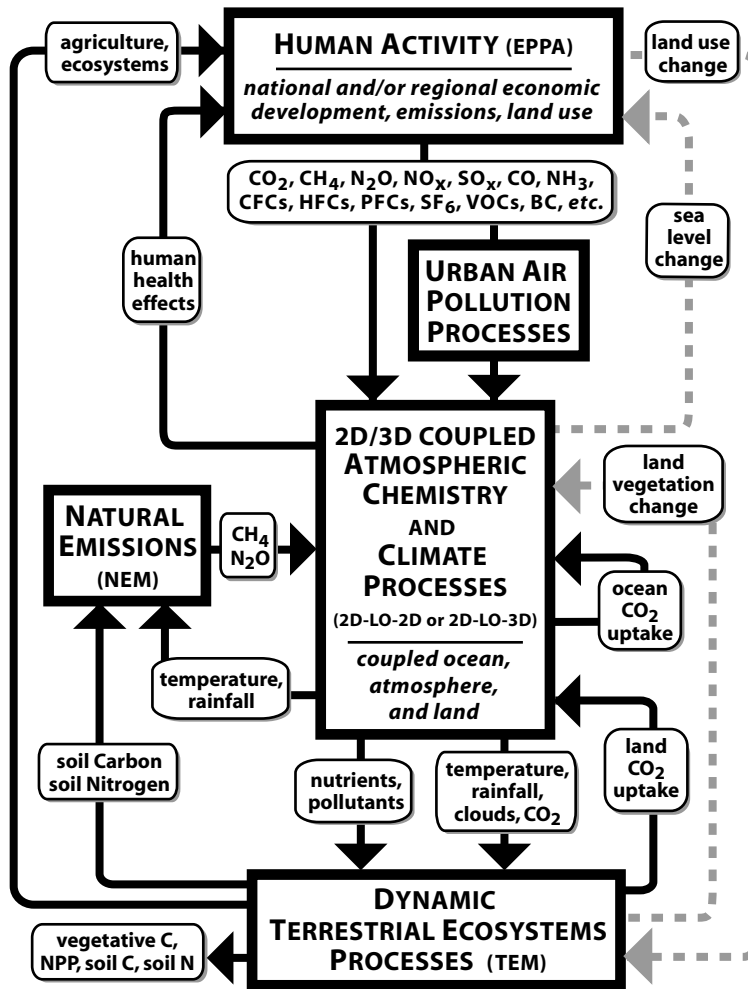 agriculture,
ecosystems
HUMAN ACTIVITY (EPPA)
national and/or regional economic
development, emissions, land use
land use
change
CO₂, CH₄, N₂O, NOₓ, SOₓ, CO, NH₃,
CFCs, HFCs, PFCs, SF₆, VOCs, BC, etc.
sea
level
change
human
health
effects
URBAN AIR
POLLUTION
PROCESSES
2D/3D COUPLED
ATMOSPHERIC
CHEMISTRY
AND
CLIMATE
PROCESSES
(2D-LO-2D or 2D-LO-3D)
coupled ocean,
atmosphere,
and land
land
vegetation
change
NATURAL
EMISSIONS
(NEM)
CH₄
N₂O
ocean
CO₂
uptake
temperature,
rainfall
soil Carbon
soil Nitrogen
nutrients,
pollutants
temperature,
rainfall,
clouds, CO₂
land
CO₂
uptake
DYNAMIC
TERRESTRIAL ECOSYSTEMS
PROCESSES (TEM)
vegetative C,
NPP, soil C, soil N